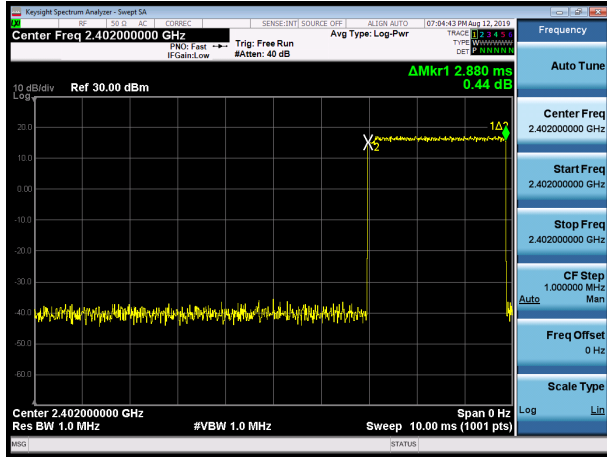 Keysight Spectrum Analyzer - Swept SA
RF 50 Ω AC CORREC SENSE:INT SOURCE OFF ALIGN AUTO 07:04:43 PM Aug 12, 2019
Center Freq 2.402000000 GHz
PNO: Fast
IFGain:Low
Trig: Free Run
#Atten: 40 dB
Avg Type: Log-Pwr
TRACE 1 2 3 4 5 6
TYPE W
DET P N N N N N
ΔMkr1 2.880 ms
0.44 dB
10 dB/div
Log
Ref 30.00 dBm
20.0
10.0
0.00
-10.0
-20.0
-30.0
-40.0
-50.0
-60.0
1Δ2
2
Center 2.402000000 GHz
Span 0 Hz
Res BW 1.0 MHz
#VBW 1.0 MHz
Sweep 10.00 ms (1001 pts)
MSG
STATUS
Frequency
Auto Tune
Center Freq
2.402000000 GHz
Start Freq
2.402000000 GHz
Stop Freq
2.402000000 GHz
CF Step
1.000000 MHz
Auto Man
Freq Offset
0 Hz
Scale Type
Log Lin